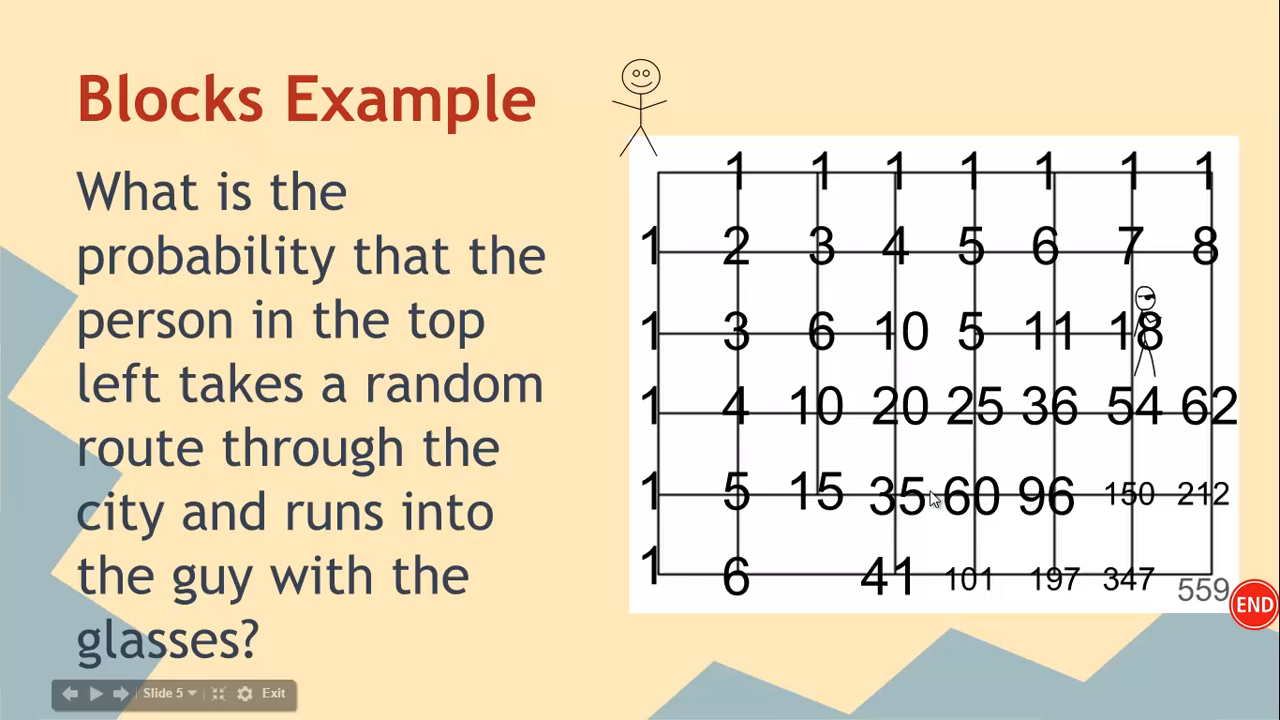 Blocks Example
What is the
probability that the
person in the top
left takes a random
route through the
city and runs into
the guy with the
glasses?
1 1 1 1 1 1 1
1 2 3 4 5 6 7 8
1 3 6 10 5 11 18
1 4 10 20 25 36 54 62
1 5 15 35 60 96 150 212
1 6 41 101 197 347 559
END
Slide 5 Exit